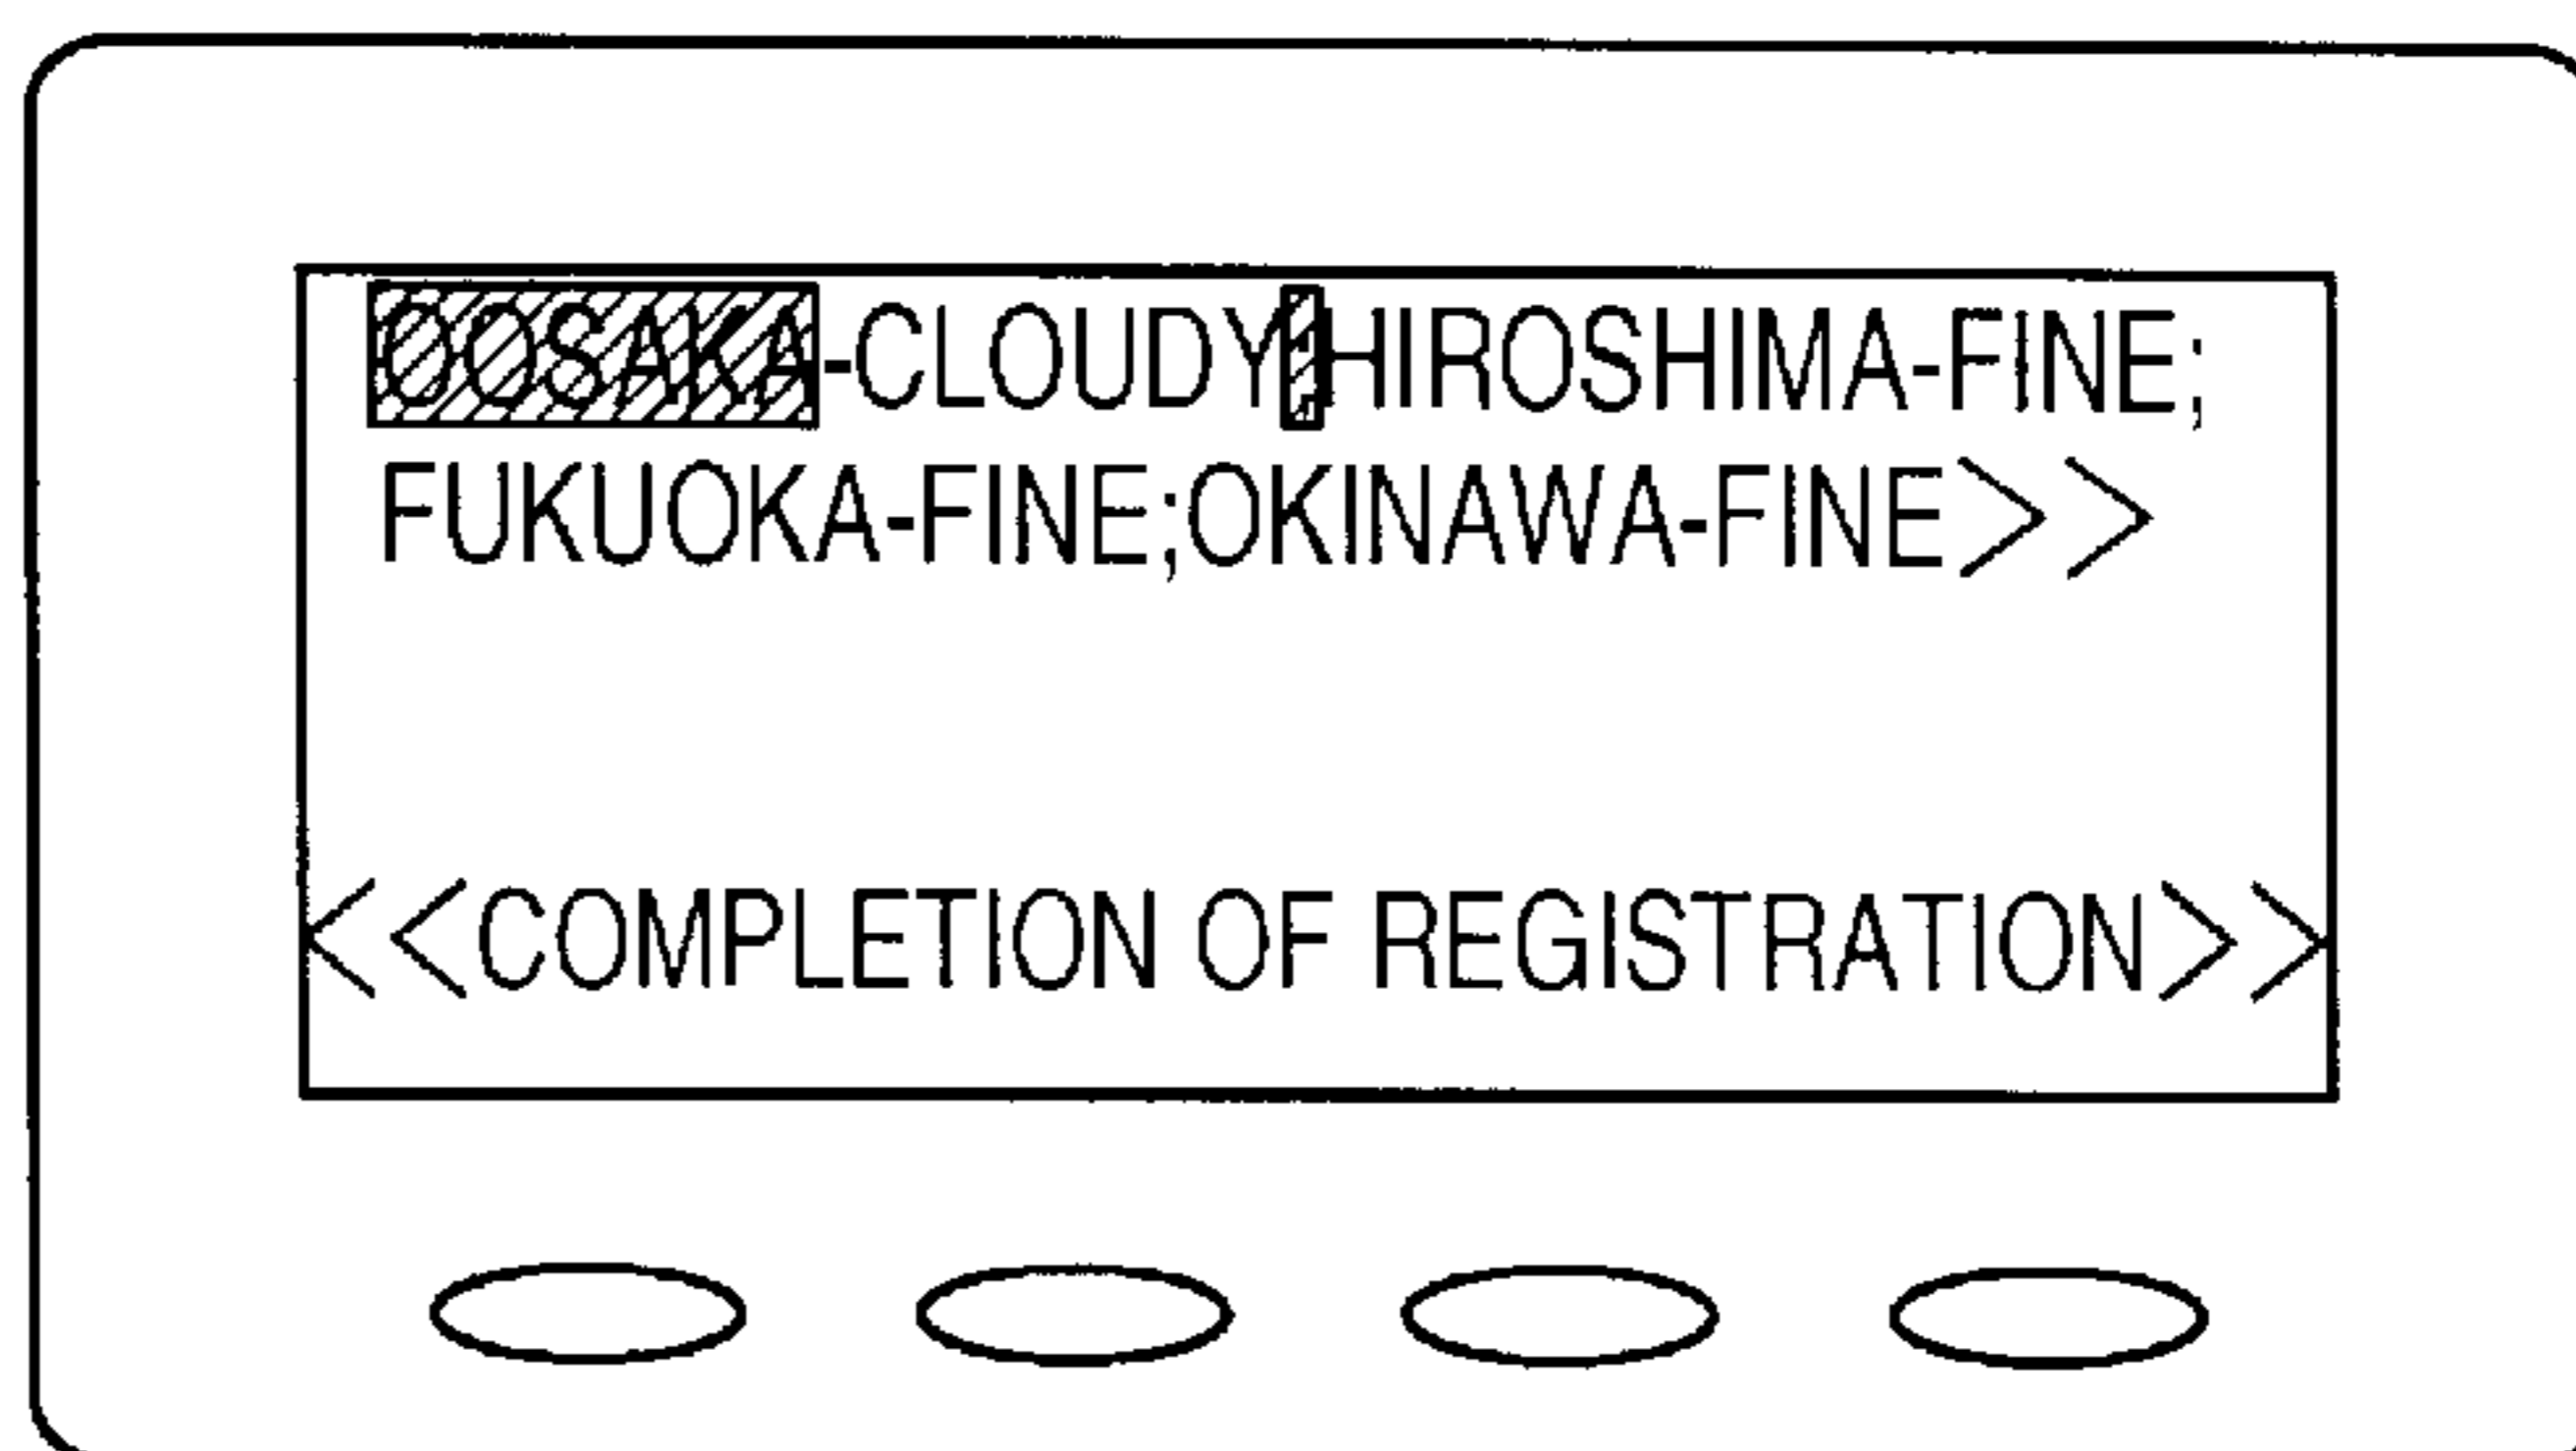 OOSAKA-CLOUDY;HIROSHIMA-FINE;
FUKUOKA-FINE;OKINAWA-FINE>>
<<COMPLETION OF REGISTRATION>>